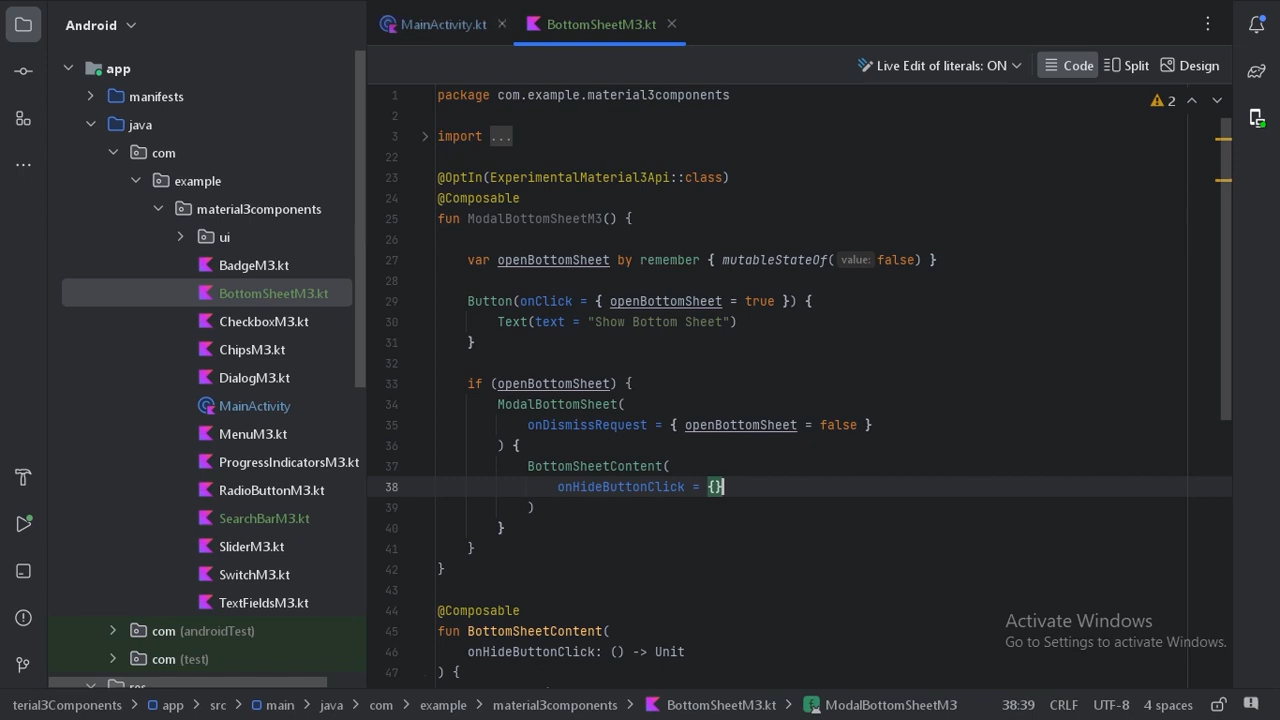 Android
MainActivity.kt
BottomSheetM3.kt
Live Edit of literals: ON
Code
Split
Design
app
manifests
java
com
example
material3components
ui
BadgeM3.kt
BottomSheetM3.kt
CheckboxM3.kt
ChipsM3.kt
DialogM3.kt
MainActivity
MenuM3.kt
ProgressIndicatorsM3.kt
RadioButtonM3.kt
SearchBarM3.kt
SliderM3.kt
SwitchM3.kt
TextFieldsM3.kt
com (androidTest)
com (test)
res
2
1 package com.example.material3components
2
3 import ...
22
23 @OptIn(ExperimentalMaterial3Api::class)
24 @Composable
25 fun ModalBottomSheetM3() {
26
27 var openBottomSheet by remember { mutableStateOf( value: false) }
28
29 Button(onClick = { openBottomSheet = true }) {
30 Text(text = "Show Bottom Sheet")
31 }
32
33 if (openBottomSheet) {
34 ModalBottomSheet(
35 onDismissRequest = { openBottomSheet = false }
36 ) {
37 BottomSheetContent(
38 onHideButtonClick = {}
39 )
40 }
41 }
42 }
43
44 @Composable
45 fun BottomSheetContent(
46 onHideButtonClick: () -> Unit
47 ) {
Activate Windows
Go to Settings to activate Windows.
terial3Components > app > src > main > java > com > example > material3components > BottomSheetM3.kt > ModalBottomSheetM3
38:39 CRLF UTF-8 4 spaces